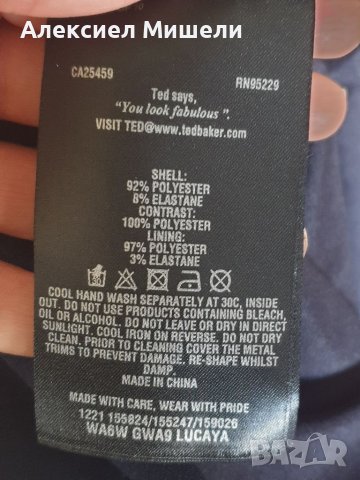 Алексиел Мишели
CA25459 RN95229
Ted says,
"You look fabulous".
VISIT TED@www.tedbaker.com
SHELL:
92% POLYESTER
8% ELASTANE
CONTRAST:
100% POLYESTER
LINING:
97% POLYESTER
3% ELASTANE
COOL HAND WASH SEPARATELY AT 30C, INSIDE
OUT. DO NOT USE PRODUCTS CONTAINING BLEACH,
OIL OR ALCOHOL. DO NOT LEAVE OR DRY IN DIRECT
SUNLIGHT. COOL IRON ON REVERSE. DO NOT DRY
CLEAN. PRIOR TO CLEANING COVER THE METAL
TRIMS TO PREVENT DAMAGE. RE-SHAPE WHILST
DAMP.
MADE IN CHINA
MADE WITH CARE, WEAR WITH PRIDE
1221 155824/155247/159026
WA6W GWA9 LUCAYA
BAZAR.BG